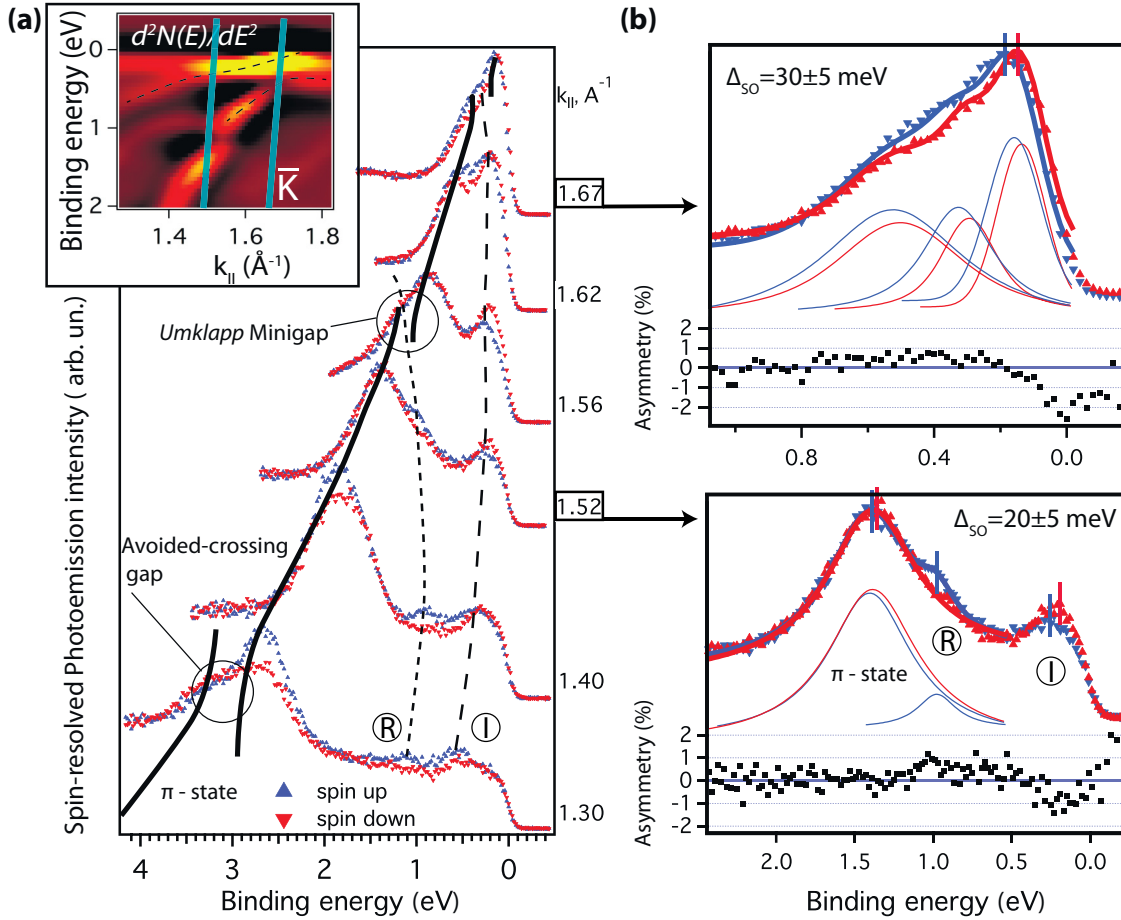 (a)
d²N(E)/dE²
Binding energy (eV)
0
1
2
K̅
1.4
1.6
1.8
k|| (Å⁻¹)
k||, A⁻¹
1.67
1.62
1.56
1.52
1.40
1.30
Umklapp Minigap
Avoided-crossing
gap
R
I
π - state
spin up
spin down
Spin-resolved Photoemission intensity ( arb. un.)
4
3
2
1
0
Binding energy (eV)
(b)
Δso=30±5 meV
Asymmetry (%)
2
1
0
-1
-2
0.8
0.4
0.0
Δso=20±5 meV
R
I
π - state
Asymmetry (%)
2
1
0
-1
-2
2.0
1.5
1.0
0.5
0.0
Binding energy (eV)